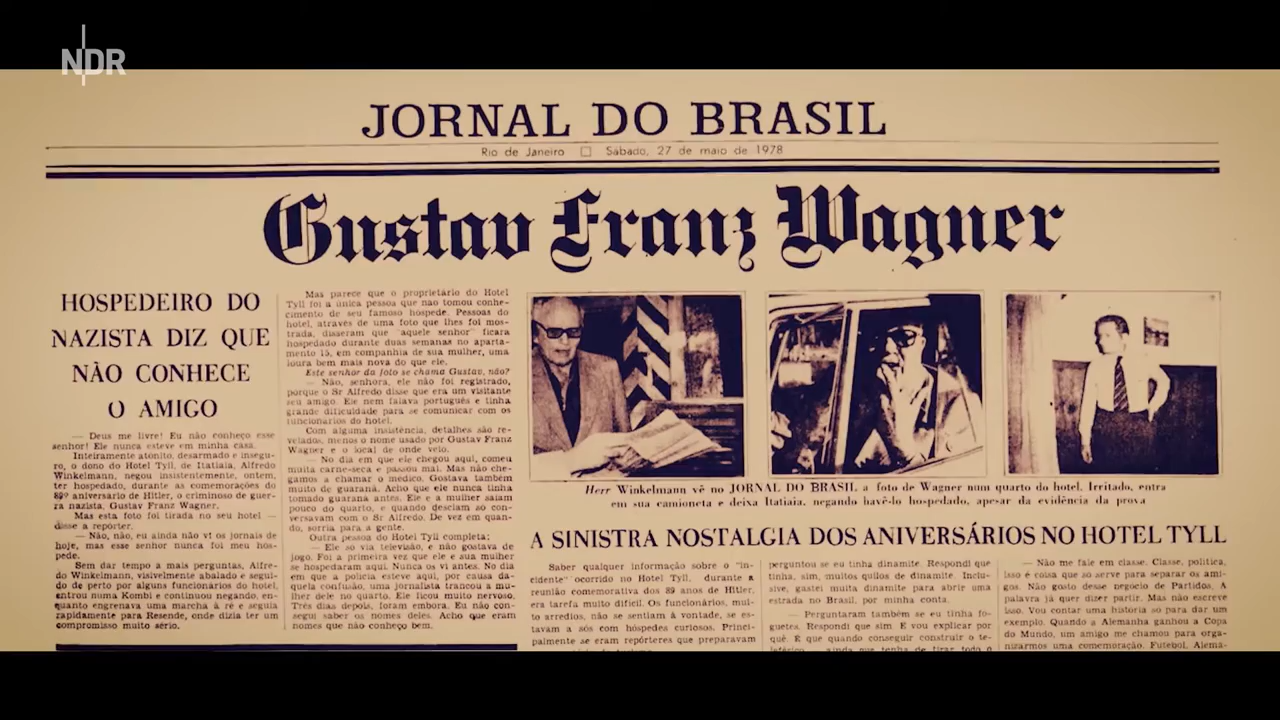 NDR
JORNAL DO BRASIL
Rio de Janeiro □ Sábado, 27 de maio de 1978
Gustav Franz Wagner
HOSPEDEIRO DO
NAZISTA DIZ QUE
NÃO CONHECE
O AMIGO
— Deus me livre! Eu não conheço esse
senhor! Ele nunca esteve em minha casa.
Inteiramente atônito, desarmado e insegu-
ro, o dono do Hotel Tyll, de Itatiaia, Alfredo
Winkelmann, negou insistentemente, ontem,
ter hospedado, durante as comemorações do
89º aniversário de Hitler, o criminoso de guer-
ra nazista, Gustav Franz Wagner.
Mas esta foto foi tirada no seu hotel —
disse a repórter.
— Não, não, eu ainda não vi os jornais de
hoje, mas esse senhor nunca foi meu hós-
pede.
Sem dar tempo a mais perguntas, Alfre-
do Winkelmann, visivelmente abalado e segui-
do de perto por alguns funcionários do hotel,
entrou numa Kombi e continuou negando, en-
quanto engrenava uma marcha à ré e seguia
rapidamente para Resende, onde dizia ter um
compromisso muito sério.
Mas parece que o proprietário do Hotel
Tyll foi a única pessoa que não tomou conhe-
cimento de seu famoso hóspede. Pessoas do
hotel, através de uma foto que lhes foi mos-
trada, disseram que "aquele senhor" ficara
hospedado durante duas semanas no aparta-
mento 15, em companhia de sua mulher, uma
loura bem mais nova do que ele.
Este senhor da foto se chama Gustav, não?
— Não, senhora, ele não foi registrado,
porque o Sr Alfredo disse que era um visitante
seu amigo. Ele nem falava português e tinha
grande dificuldade para se comunicar com os
funcionários do hotel.
Com alguma insistência, detalhes são re-
velados, menos o nome usado por Gustav Franz
Wagner e o local de onde veio.
— No dia em que ele chegou aqui, comeu
muita carne-seca e passou mal. Mas não che-
gamos a chamar o médico. Gostava também
muito de guaraná. Acho que ele nunca tinha
tomado guaraná antes. Ele e a mulher saíam
pouco do quarto, e quando desciam só con-
versavam com o Sr Alfredo. De vez em quan-
do, sorria para a gente.
Outra pessoa do Hotel Tyll completa:
— Ele só via televisão, e não gostava de
jogo. Foi a primeira vez que ele e sua mulher
se hospedaram aqui. Nunca os vi antes. No dia
em que a polícia esteve aqui, por causa da-
quela confusão, uma jornalista trancou a mu-
lher dele no quarto. Ele ficou muito nervoso.
Três dias depois, foram embora. Eu não con-
segui saber os nomes deles. Acho que eram
nomes que não conheço bem.
Herr Winkelmann vê no JORNAL DO BRASIL a foto de Wagner num quarto do hotel. Irritado, entra
em sua camioneta e deixa Itatiaia, negando havê-lo hospedado, apesar da evidência da prova
A SINISTRA NOSTALGIA DOS ANIVERSÁRIOS NO HOTEL TYLL
Saber qualquer informação sobre o "in-
cidente" ocorrido no Hotel Tyll, durante a
reunião comemorativa dos 89 anos de Hitler,
era tarefa muito difícil. Os funcionários, mui-
to arredios, não se sentiam à vontade, se es-
tavam a sós com hóspedes curiosos. Princi-
palmente se eram repórteres que preparavam
perguntou se eu tinha dinamite. Respondi que
tinha, sim, muitos quilos de dinamite. Inclu-
sive, gastei muita dinamite para abrir uma
estrada no Brasil, por minha conta.
— Perguntaram também se eu tinha fo-
guetes. Respondi que sim. E vou explicar por
quê. É que quando conseguir construir o te-
leférico — ainda que tenha de tirar todo o
— Não me fale em classe. Classe, política,
isso é coisa que só serve para separar os ami-
gos. Não gosto desse negócio de Partidos. A
palavra já quer dizer partir. Mas não escreve
isso. Vou contar uma história só para dar um
exemplo. Quando a Alemanha ganhou a Copa
do Mundo, um amigo me chamou para orga-
nizarmos uma comemoração. Futebol, Alema-